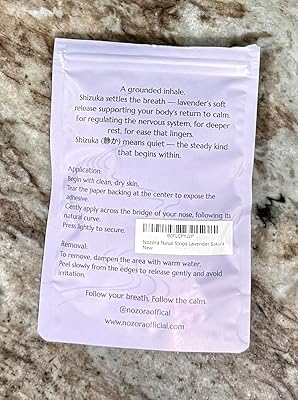 A grounded inhale.
Shizuka settles the breath — lavender's soft
release supporting your body's return to calm.
for regulating the nervous system, for deeper
rest, for ease that lingers.
Shizuka (静か) means quiet — the steady kind
that begins within.
Application:
Begin with clean, dry skin.
Tear the paper backing at the center to expose the
adhesive.
Gently apply across the bridge of your nose, following its
natural curve.
Press lightly to secure.
Nozora Nasal Strips Lavender Sakura
New
Removal:
To remove, dampen the area with warm water.
Peel slowly from the edges to release gently and avoid
irritation.
Follow your breath. Follow the calm.
@nozoraofficial
www.nozoraofficial.com